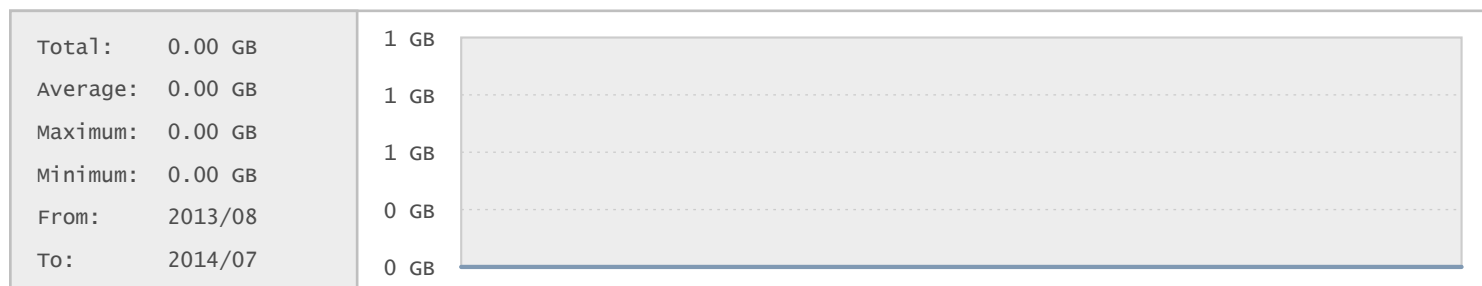 Total: 0.00 GB
Average: 0.00 GB
Maximum: 0.00 GB
Minimum: 0.00 GB
From: 2013/08
To: 2014/07
1 GB
1 GB
1 GB
0 GB
0 GB